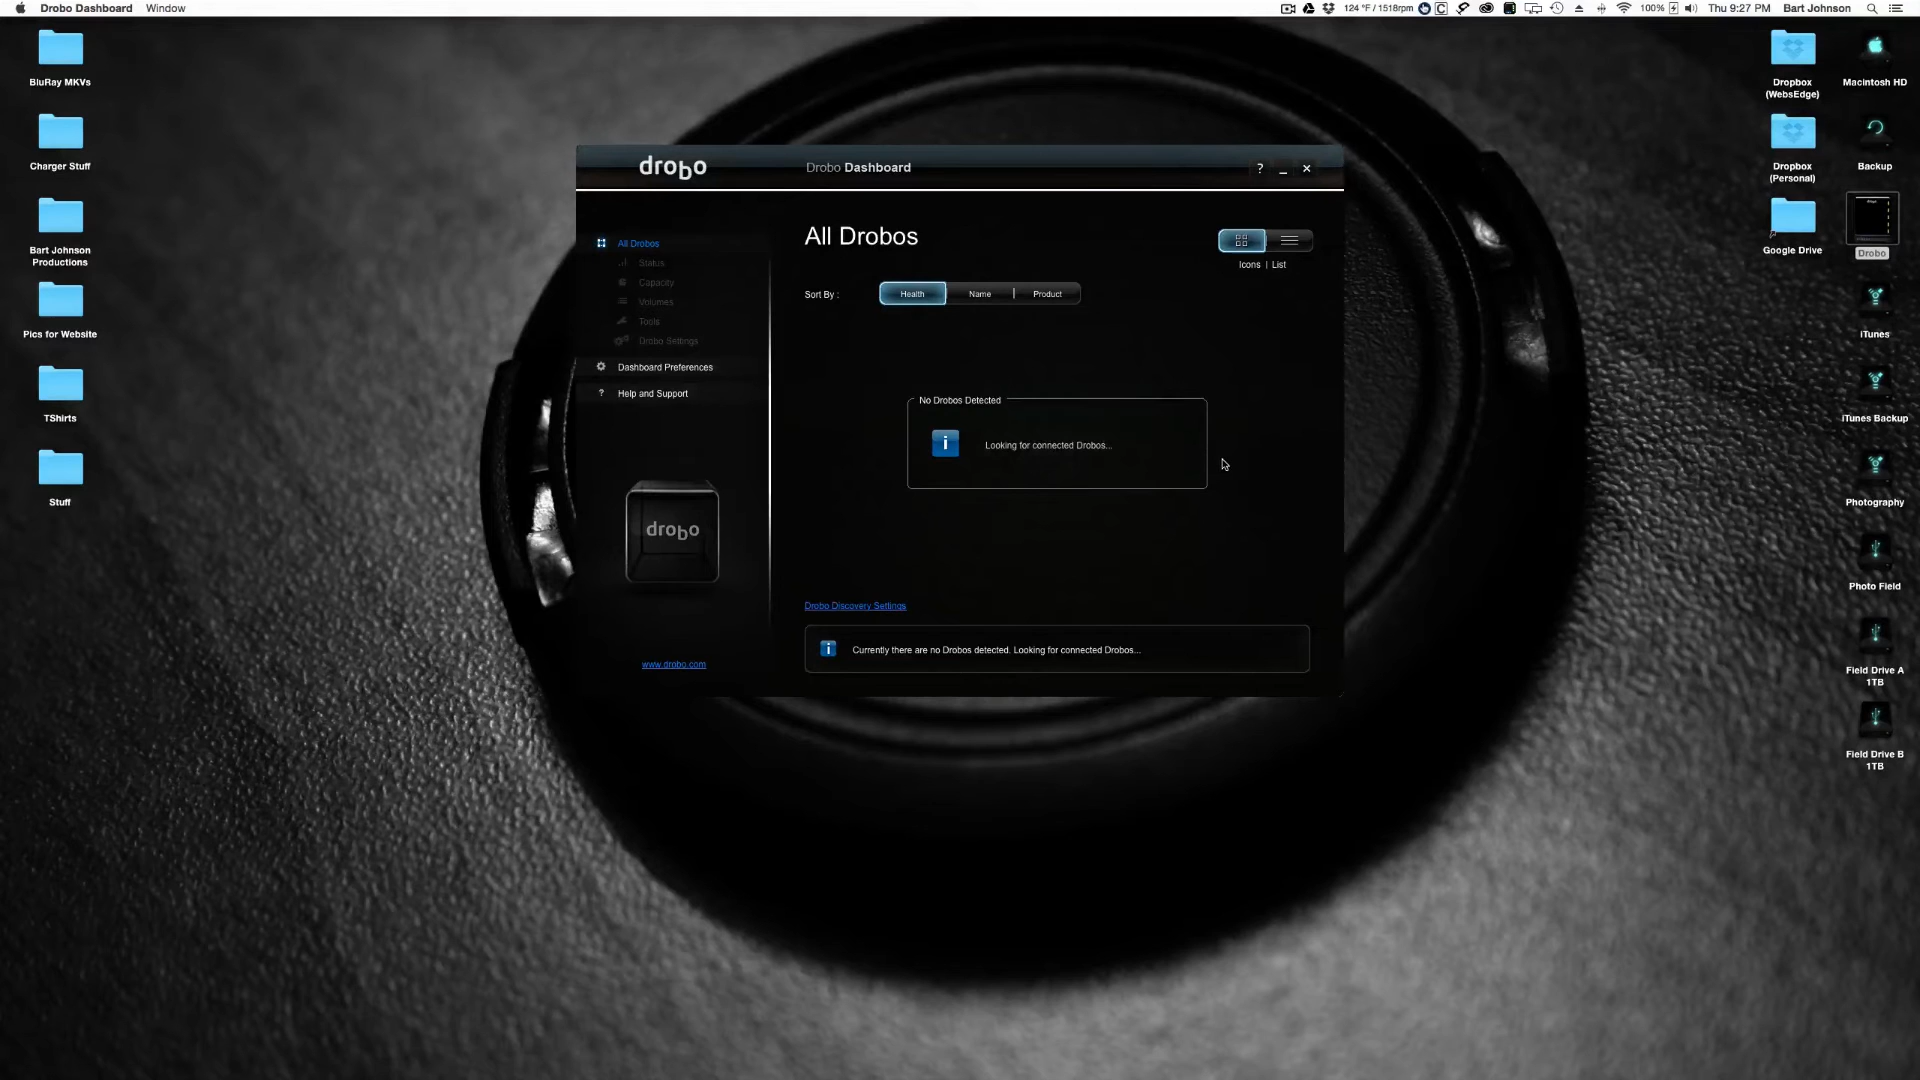 Drobo Dashboard Window
124 °F / 1518rpm 100% Thu 9:27 PM Bart Johnson
BluRay MKVs
Charger Stuff
Bart Johnson
Productions
Pics for Website
TShirts
Stuff
drobo
Drobo Dashboard
? _ ×
All Drobos
Status
Capacity
Volumes
Tools
Drobo Settings
Dashboard Preferences
? Help and Support
drobo
www.drobo.com
All Drobos
Icons | List
Sort By :
Health Name | Product
No Drobos Detected
i Looking for connected Drobos...
Drobo Discovery Settings
i Currently there are no Drobos detected. Looking for connected Drobos...
Dropbox
(WebsEdge)
Dropbox
(Personal)
Google Drive
Macintosh HD
Backup
Drobo
iTunes
iTunes Backup
Photography
Photo Field
Field Drive A
1TB
Field Drive B
1TB